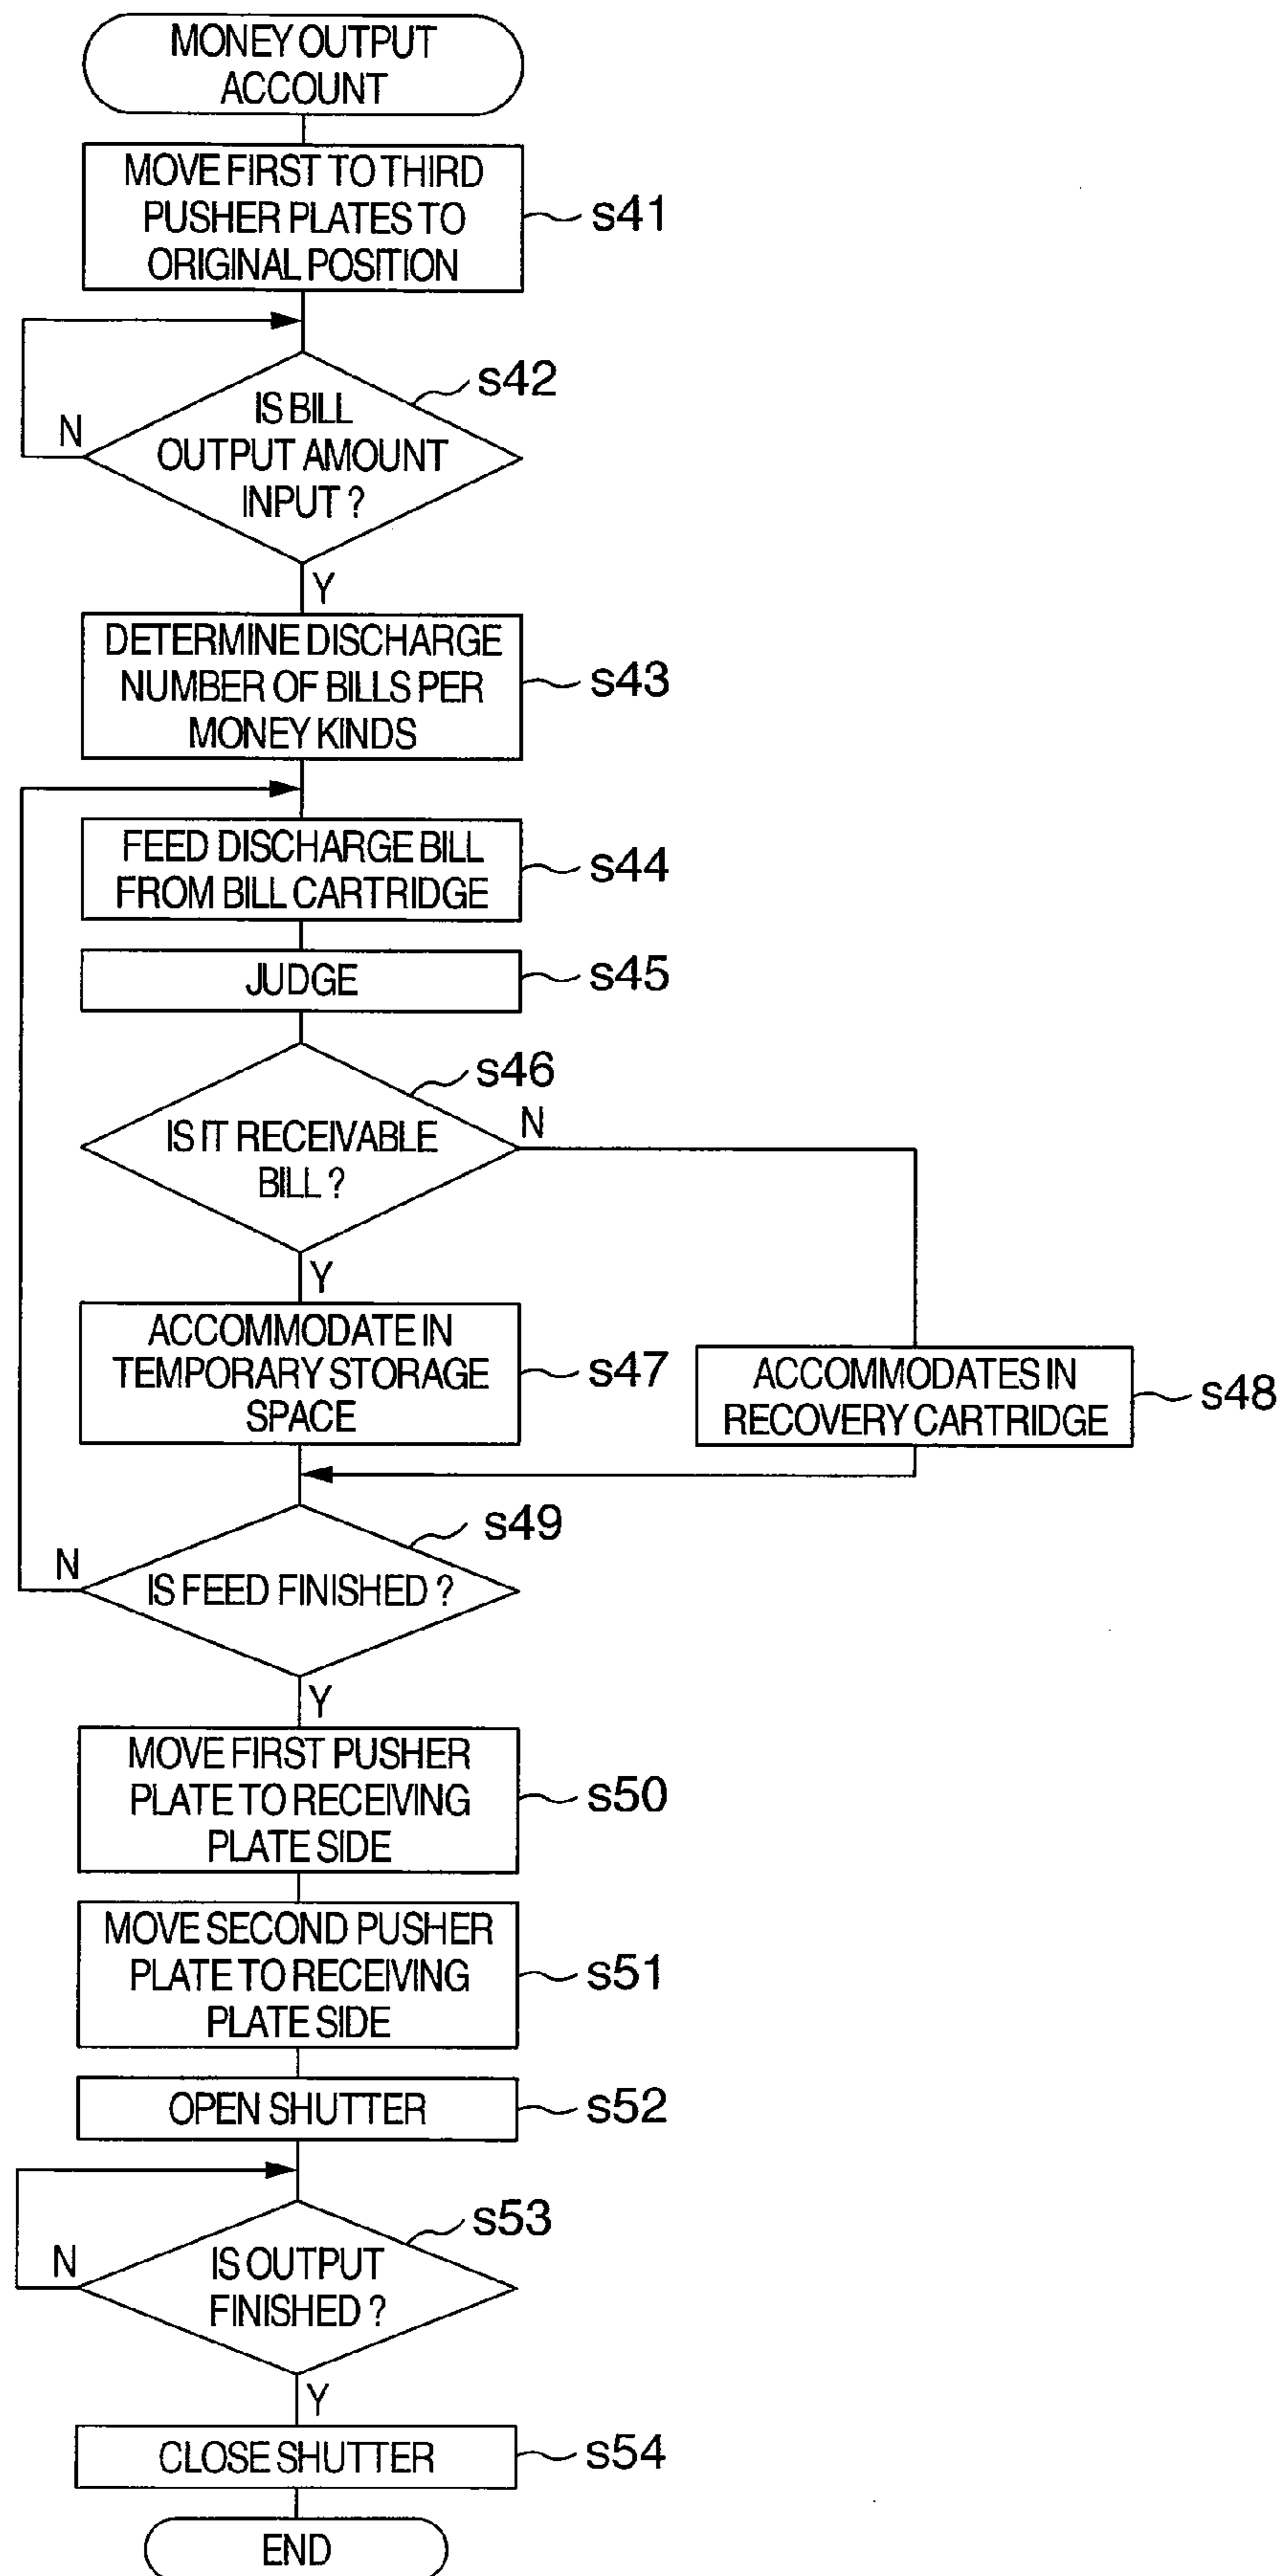 MONEY OUTPUT
ACCOUNT
MOVE FIRST TO THIRD
PUSHER PLATES TO
ORIGINAL POSITION
s41
s42
IS BILL
OUTPUT AMOUNT
INPUT ?
N
Y
DETERMINE DISCHARGE
NUMBER OF BILLS PER
MONEY KINDS
s43
FEED DISCHARGE BILL
FROM BILL CARTRIDGE
s44
JUDGE
s45
s46
IS IT RECEIVABLE
BILL ?
N
Y
ACCOMMODATE IN
TEMPORARY STORAGE
SPACE
s47
ACCOMMODATES IN
RECOVERY CARTRIDGE
s48
s49
N
IS FEED FINISHED ?
Y
MOVE FIRST PUSHER
PLATE TO RECEIVING
PLATE SIDE
s50
MOVE SECOND PUSHER
PLATE TO RECEIVING
PLATE SIDE
s51
OPEN SHUTTER
s52
s53
N
IS OUTPUT
FINISHED ?
Y
CLOSE SHUTTER
s54
END